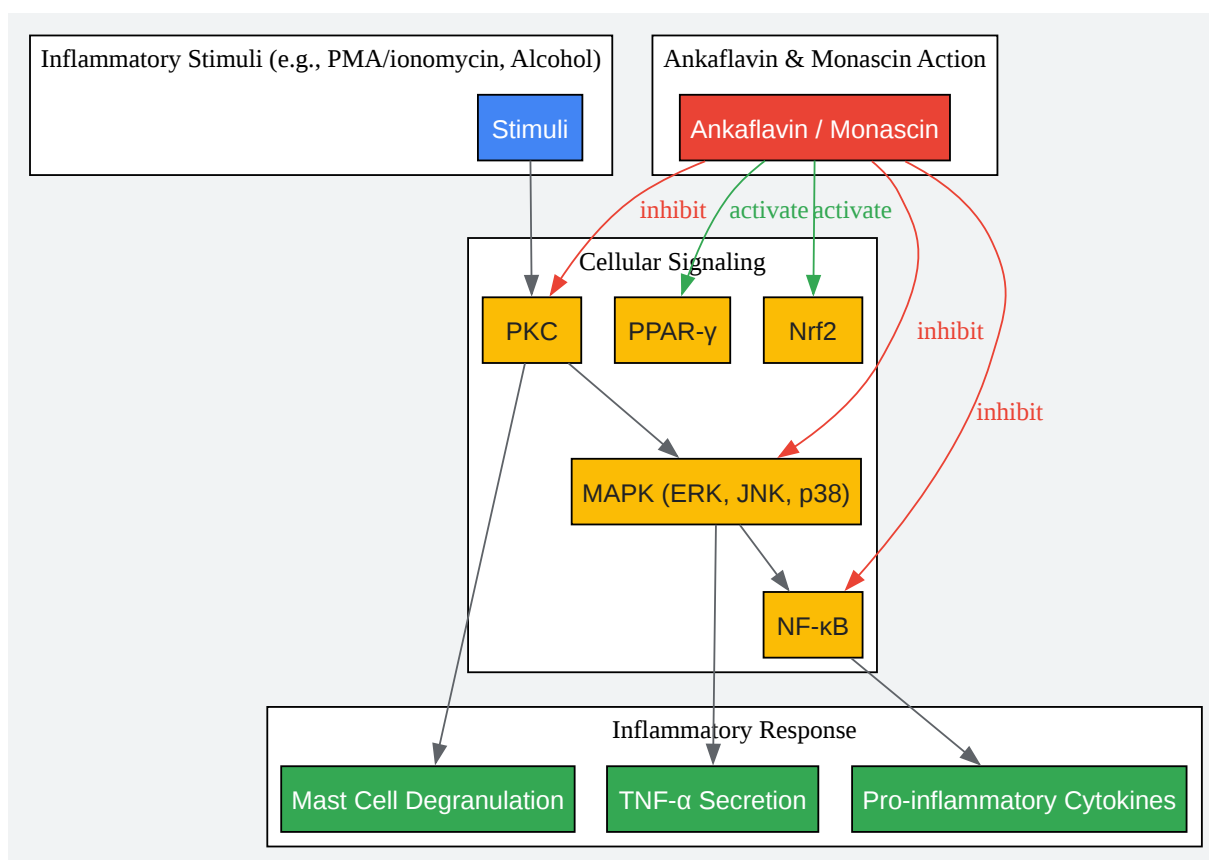 Inflammatory Stimuli (e.g., PMA/ionomycin, Alcohol)
Ankaflavin & Monascin Action
Stimuli
Ankaflavin / Monascin
inhibit
activate
activate
Cellular Signaling
PKC
PPAR-γ
Nrf2
inhibit
inhibit
MAPK (ERK, JNK, p38)
NF-κB
Inflammatory Response
Mast Cell Degranulation
TNF-α Secretion
Pro-inflammatory Cytokines